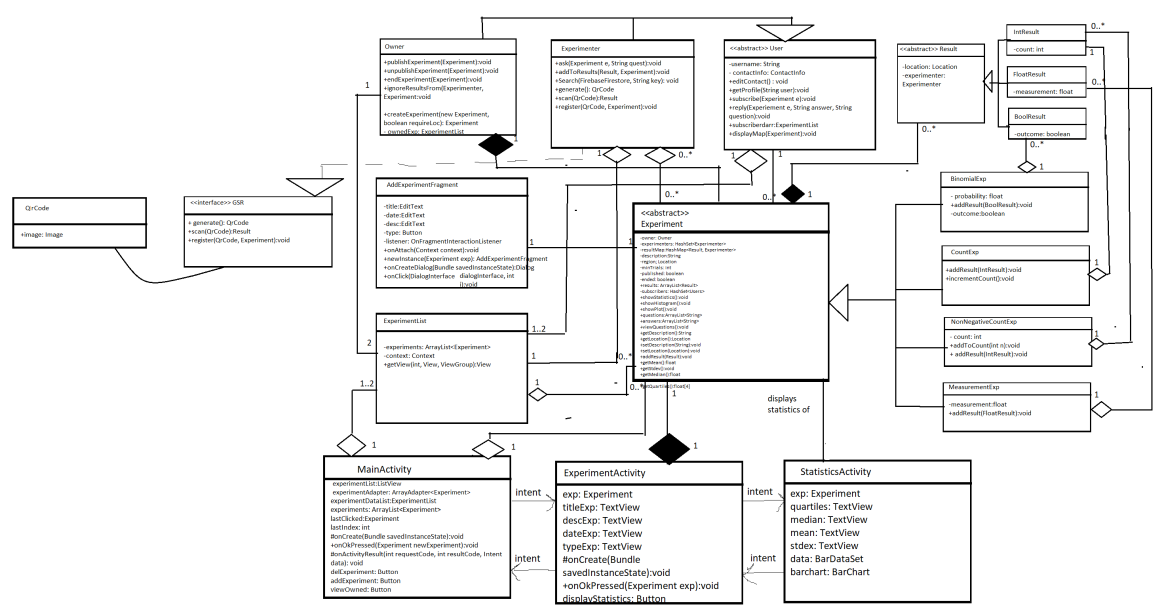 Owner
+publishExperiment(Experiment):void
+unpublishExperiment(Experiment):void
+endExperiment(Experiment):void
+ignoreResultsFrom(Experimenter,
Experiment:void
+createExperiment(new Experiment,
boolean requireLoc): Experiment
- ownedExp: ExperimentList
Experimenter
+ask(Experiment e, String quest):void
+addToResults(Result, Experiment):void
+Search(FirebaseFirestore, String key): void
+generate(): QrCode
+scan(QrCode):Result
+register(QrCode, Experiment):void
<<abstract>> User
-username: String
- contactInfo: ContactInfo
+editContact() : void
+getProfile(String user):void
+subscribe(Experiment e):void
+reply(Experiement e, String answer, String
question):void
+subscriberdarr:ExperimentList
+displayMap(Experiment):void
<<abstract>> Result
-location: Location
-experimenter:
Experimenter
IntResult
-count: int
FloatResult
-measurement: float
BoolResult
-outcome: boolean
0..*
1
0..*
0..*
1
1
1
1
0..*
1
0..*
0..*
0..*
1
QirCode
+image: Image
<<interface>> GSR
+ generate(): QrCode
+scan(QrCode):Result
+register(QrCode, Experiment):void
AddExperimentFragment
-title:EditText
-date:EditText
-desc:EditText
-type: Button
-listener: OnFragmentInteractionListener
+onAttach(Context context):void
+newInstance(Experiment exp): AddExperimentFragment
+onCreateDialog(Bundle savedInstanceState):Dialog
+onClick(DialogInterface dialogInterface, int
i):void
1
1
<<abstract>>
Experiment
-owner: Owner
-experimenters: HashSet<Experimenter>
-resultMap HashMap<Result, Experimenter>
-description:String
-region: Location
-minTrials: int
-published: boolean
-ended: boolean
+results: ArrayList<Result>
-subscribers: HashSet<Users>
+showStatistics():void
+showHistogram():void
+showPlot():void
+questions:ArrayList<String>
+answers:ArrayList<String>
+viewQuestions():void
+getDescription():String
+getLocation():Location
+setDescription(String):void
+setLocation(Location):void
+addResult(Result):void
+getMean():float
+getStdev():float
+getMedian():float
+getQuartiles():float[4]
BinomialExp
- probability: float
+addResult(BoolResult):void
-outcome:boolean
CountExp
+addResult(IntResult):void
+incrementCount():void
1
NonNegativeCountExp
- count: int
+addToCount(int n):void
+ addResult(IntResult):void
1
MeasurementExp
-measurement:float
+addResult(FloatResult):void
1
ExperimentList
-experiments: ArrayList<Experiment>
-context: Context
+getView(int, View, ViewGroup):View
2
1..2
1
1
0..*
0..*
1
1..2
1
1
1
displays
statistics of
MainActivity
experimentList:ListView
experimentAdapter: ArrayAdapter<Experiment>
experimentDataList:ExperimentList
experiments: ArrayList<Experiment>
lastClicked:Experiment
lastIndex: int
#onCreate(Bundle savedInstanceState):void
+onOkPressed(Experiment newExperiment):void
#onActivityResult(int requestCode, int resultCode, Intent
data): void
delExperiment: Button
addExperiment: Button
viewOwned: Button
intent
intent
ExperimentActivity
exp: Experiment
titleExp: TextView
descExp: TextView
dateExp: TextView
typeExp: TextView
#onCreate(Bundle
savedInstanceState):void
+onOkPressed(Experiment exp):void
displayStatistics: Button
intent
intent
StatisticsActivity
exp: Experiment
quartiles: TextView
median: TextView
mean: TextView
stdex: TextView
data: BarDataSet
barchart: BarChart